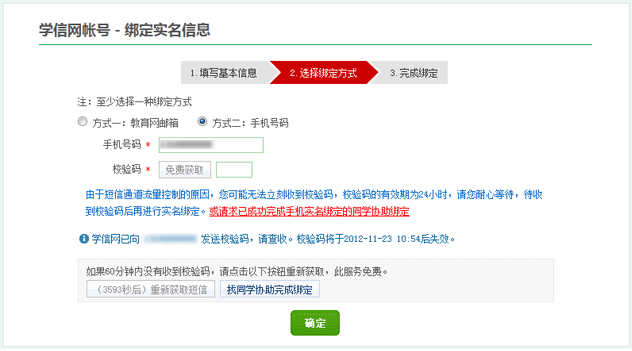 学信网帐号 - 绑定实名信息
1.填写基本信息 2.选择绑定方式 3.完成绑定
注：至少选择一种绑定方式
方式一：教育网邮箱 方式二：手机号码
手机号码 *
校验码 * 免费获取
由于短信通道流量控制的原因，您可能无法立刻收到校验码，校验码的有效期为24小时，请您耐心等待，待收
到校验码后再进行实名绑定。或请求已成功完成手机实名绑定的同学协助绑定
学信网已向 发送校验码，请查收。校验码将于2012-11-23 10:54后失效。
如果60分钟内没有收到校验码，请点击以下按钮重新获取，此服务免费。
（3593秒后）重新获取短信 找同学协助完成绑定
确定